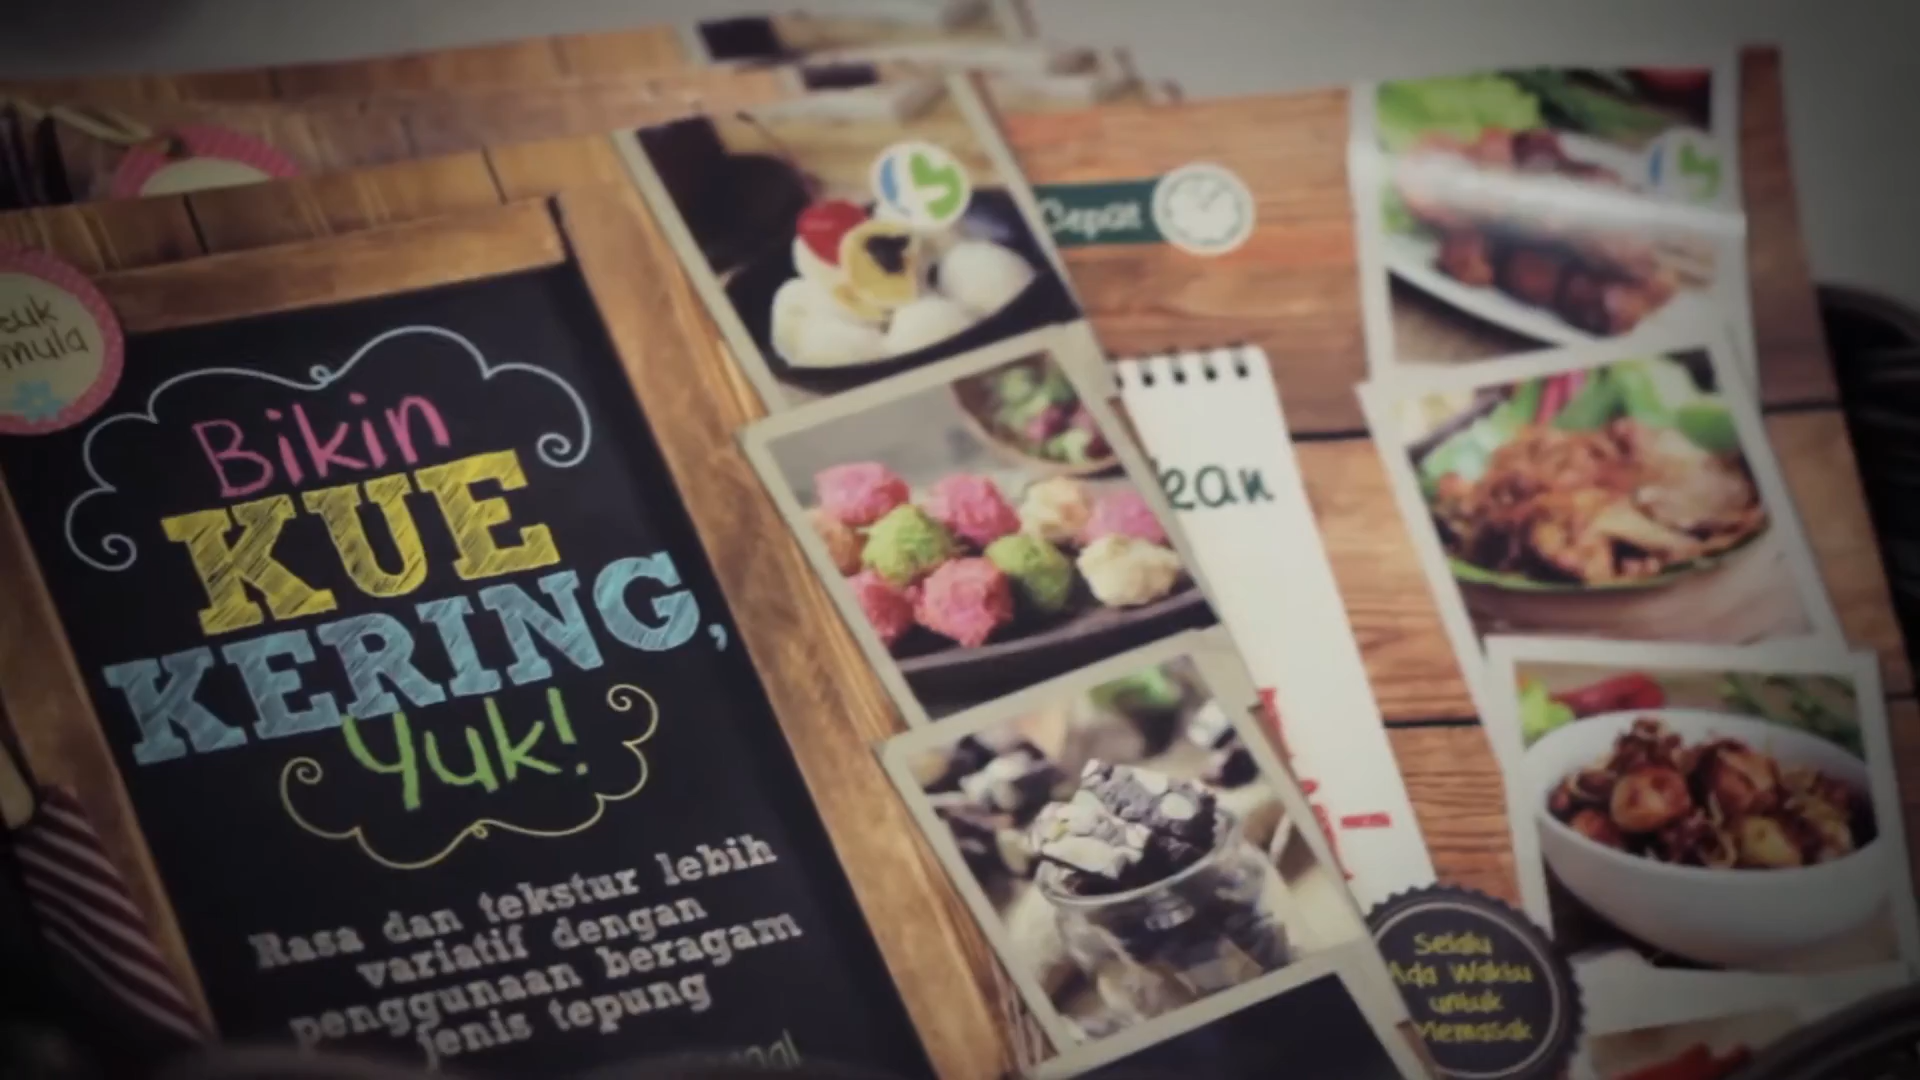 Bikin
KUE
KERING,
Yuk!
Rasa dan tekstur lebih
variatif dengan
penggunaan beragam
jenis tepung
Cepat
Selalu
Ada Waktu
untuk
Memasak